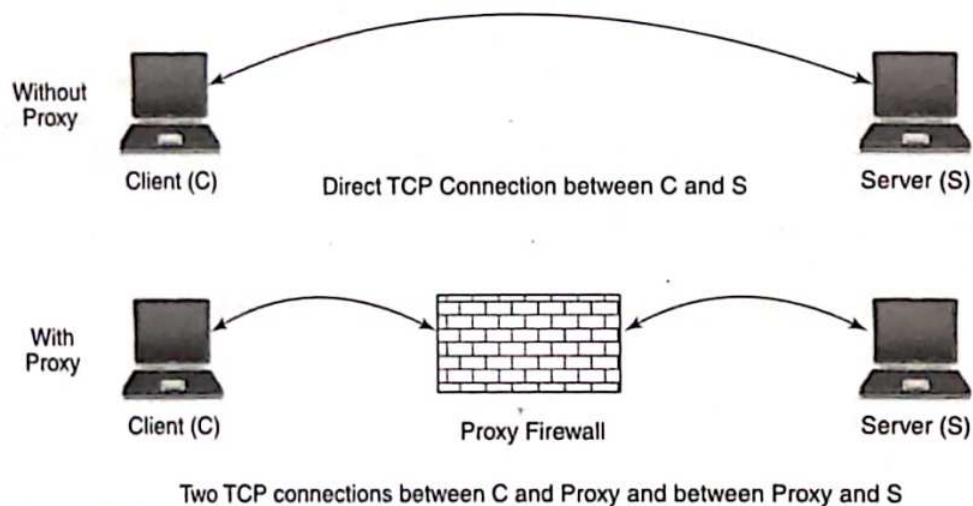 Without
Proxy
Client (C)
Direct TCP Connection between C and S
Server (S)
With
Proxy
Client (C)
Proxy Firewall
Server (S)
Two TCP connections between C and Proxy and between Proxy and S